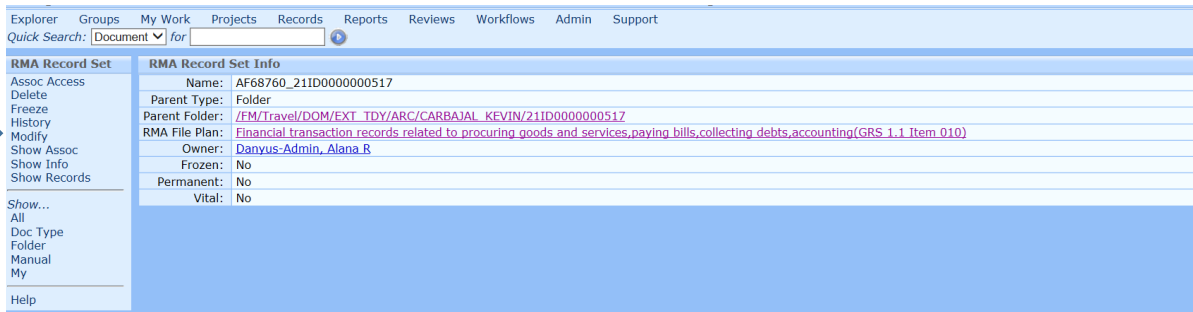 Explorer Groups My Work Projects Records Reports Reviews Workflows Admin Support
Quick Search: Document for
RMA Record Set
Assoc Access
Delete
Freeze
History
Modify
Show Assoc
Show Info
Show Records
Show...
All
Doc Type
Folder
Manual
My
Help
RMA Record Set Info
Name: AF68760_21ID0000000517
Parent Type: Folder
Parent Folder: /FM/Travel/DOM/EXT_TDY/ARC/CARBAJAL_KEVIN/21ID0000000517
RMA File Plan: Financial transaction records related to procuring goods and services,paying bills,collecting debts,accounting(GRS 1.1 Item 010)
Owner: Danyus-Admin, Alana R
Frozen: No
Permanent: No
Vital: No